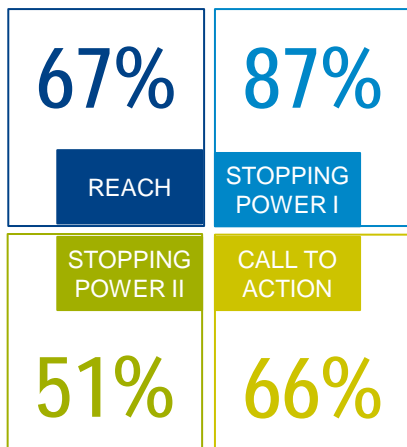 67%
REACH
87%
STOPPING
POWER I
STOPPING
POWER II
51%
CALL TO
ACTION
66%